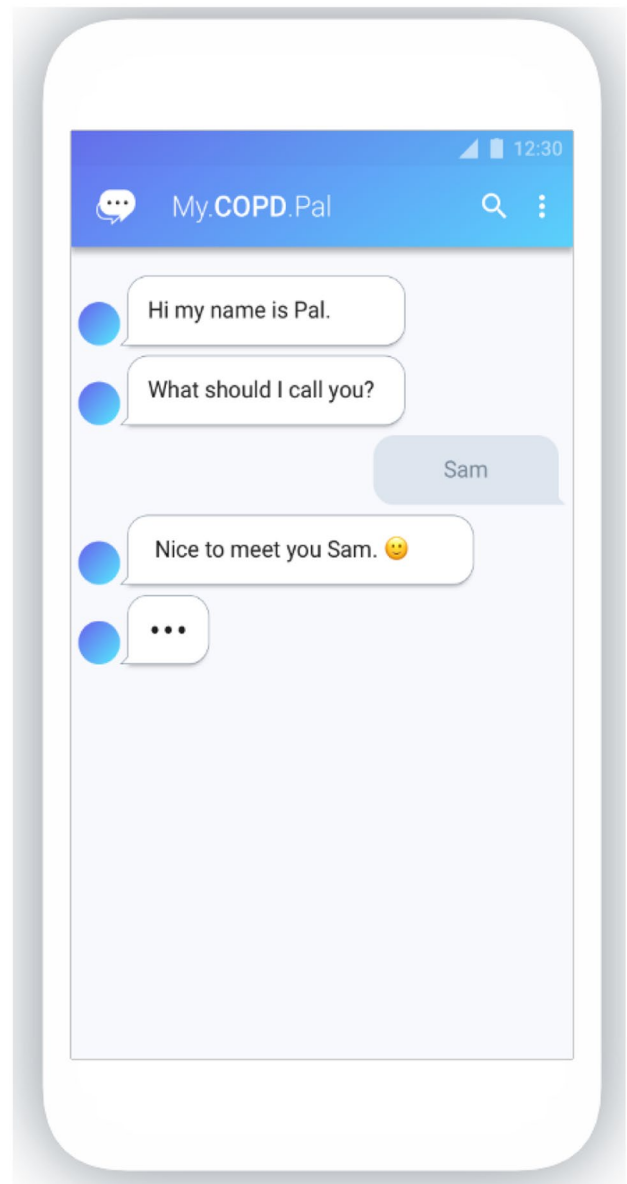 12:30
My.COPD.Pal
Hi my name is Pal.
What should I call you?
Sam
Nice to meet you Sam. 🙂
•••